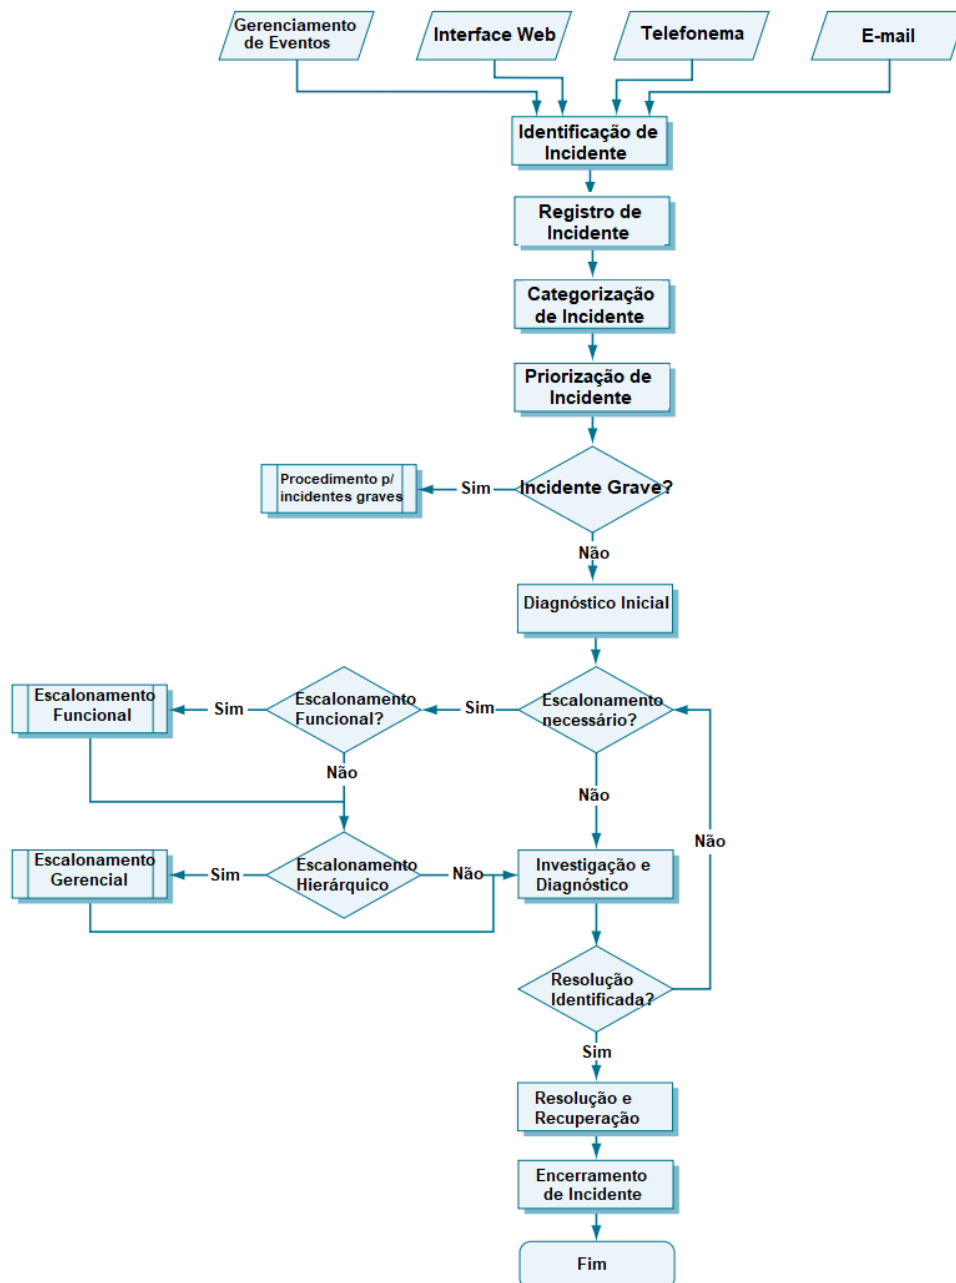 Gerenciamento
de Eventos
Interface Web
Telefonema
E-mail
Identificação de
Incidente
Registro de
Incidente
Categorização
de Incidente
Priorização de
Incidente
Incidente Grave?
Sim
Procedimento p/
incidentes graves
Não
Diagnóstico Inicial
Escalonamento
necessário?
Sim
Escalonamento
Funcional?
Sim
Escalonamento
Funcional
Não
Não
Não
Escalonamento
Hierárquico
Sim
Escalonamento
Gerencial
Não
Investigação e
Diagnóstico
Resolução
Identificada?
Sim
Resolução e
Recuperação
Encerramento
de Incidente
Fim